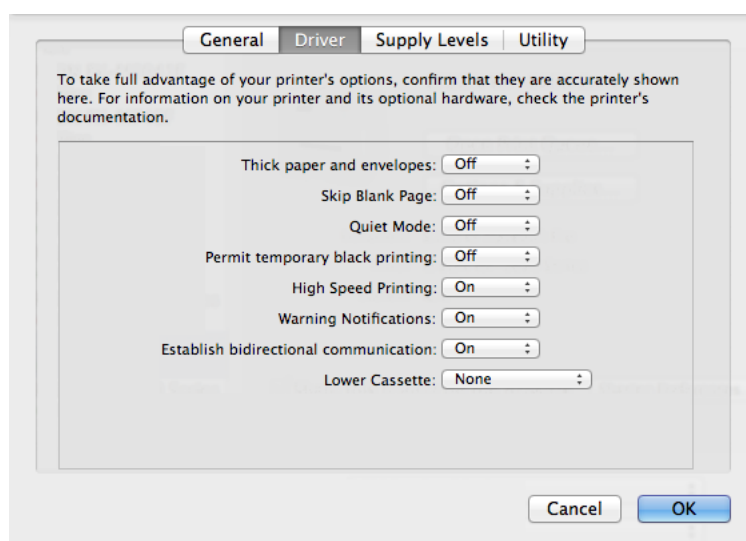 General Driver Supply Levels Utility
To take full advantage of your printer's options, confirm that they are accurately shown
here. For information on your printer and its optional hardware, check the printer's
documentation.
Thick paper and envelopes: Off
Skip Blank Page: Off
Quiet Mode: Off
Permit temporary black printing: Off
High Speed Printing: On
Warning Notifications: On
Establish bidirectional communication: On
Lower Cassette: None
Cancel OK